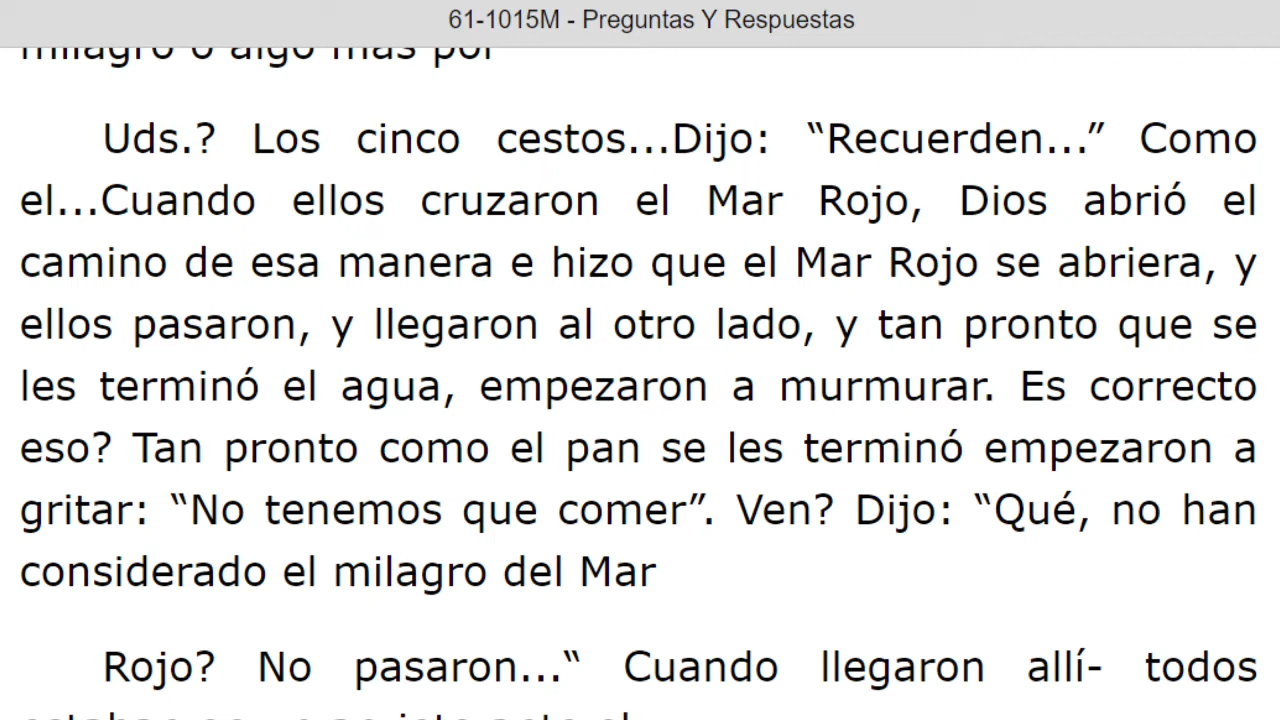 61-1015M - Preguntas Y Respuestas
milagro o algo más por
Uds.? Los cinco cestos...Dijo: “Recuerden...” Como
el...Cuando ellos cruzaron el Mar Rojo, Dios abrió el
camino de esa manera e hizo que el Mar Rojo se abriera, y
ellos pasaron, y llegaron al otro lado, y tan pronto que se
les terminó el agua, empezaron a murmurar. Es correcto
eso? Tan pronto como el pan se les terminó empezaron a
gritar: “No tenemos que comer”. Ven? Dijo: “Qué, no han
considerado el milagro del Mar
Rojo? No pasaron...“ Cuando llegaron allí- todos